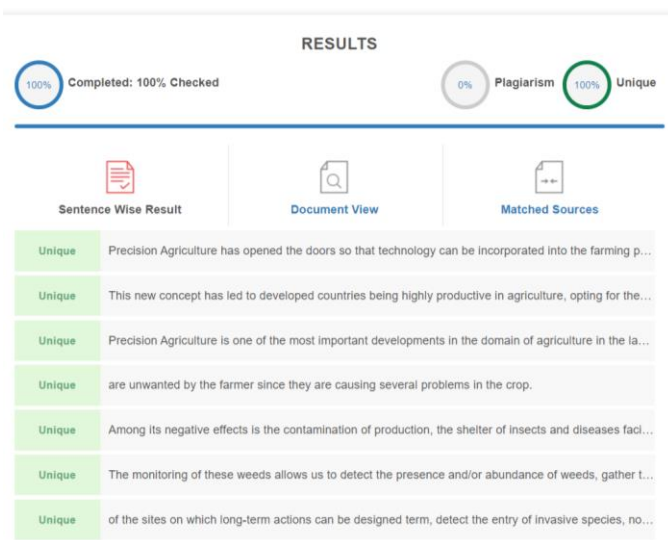 RESULTS
100% Completed: 100% Checked
0% Plagiarism 100% Unique
Sentence Wise Result
Document View
Matched Sources
Unique Precision Agriculture has opened the doors so that technology can be incorporated into the farming p...
Unique This new concept has led to developed countries being highly productive in agriculture, opting for the...
Unique Precision Agriculture is one of the most important developments in the domain of agriculture in the la...
Unique are unwanted by the farmer since they are causing several problems in the crop.
Unique Among its negative effects is the contamination of production, the shelter of insects and diseases faci...
Unique The monitoring of these weeds allows us to detect the presence and/or abundance of weeds, gather t...
Unique of the sites on which long-term actions can be designed term, detect the entry of invasive species, no...